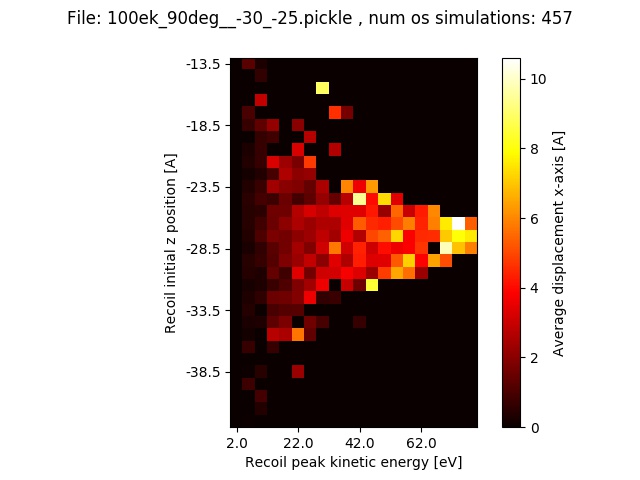 File: 100ek_90deg__-30_-25.pickle , num os simulations: 457
-13.5
-18.5
-23.5
-28.5
-33.5
-38.5
Recoil initial z position [A]
2.0 22.0 42.0 62.0
Recoil peak kinetic energy [eV]
10
8
6
4
2
0
Average displacement x-axis [A]